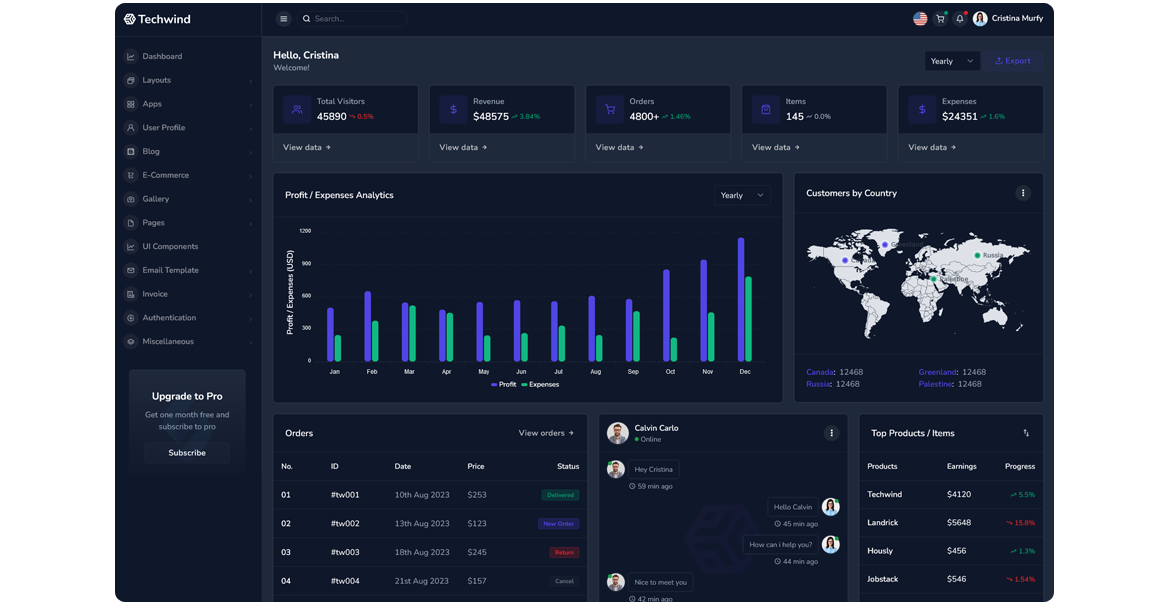 Techwind
Search...
Cristina Murfy
Dashboard
Layouts
Apps
User Profile
Blog
E-Commerce
Gallery
Pages
UI Components
Email Template
Invoice
Authentication
Miscellaneous
Upgrade to Pro
Get one month free and
subscribe to pro
Subscribe
Hello, Cristina
Welcome!
Yearly
Export
Total Visitors
45890 0.5%
View data
Revenue
$48575 3.84%
View data
Orders
4800+ 1.46%
View data
Items
145 0.0%
View data
Expenses
$24351 1.6%
View data
Profit / Expenses Analytics
Yearly
Profit / Expenses (USD)
1200
900
600
300
0
Jan Feb Mar Apr May Jun Jul Aug Sep Oct Nov Dec
Profit Expenses
Customers by Country
Greenland
Canada
Russia
Palestine
Canada: 12468 Greenland: 12468
Russia: 12468 Palestine: 12468
Orders
View orders
No. ID Date Price Status
01 #tw001 10th Aug 2023 $253 Delivered
02 #tw002 13th Aug 2023 $123 New Order
03 #tw003 18th Aug 2023 $245 Return
04 #tw004 21st Aug 2023 $157 Cancel
Calvin Carlo
Online
Hey Cristina
59 min ago
Hello Calvin
45 min ago
How can i help you?
44 min ago
Nice to meet you
42 min ago
Top Products / Items
Products Earnings Progress
Techwind $4120 5.5%
Landrick $5648 15.8%
Hously $456 1.3%
Jobstack $546 1.54%